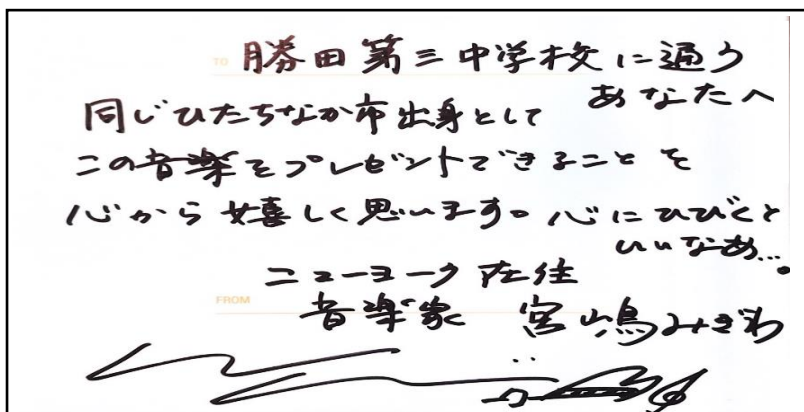 TO 勝田第三中学校に通う
あなたへ
同じひたちなか市出身として
この音楽をプレゼントできることを
心から嬉しく思います。心にひびくと
いいなあ…。
ニューヨーク在住
FROM
音楽家 宮嶋みぎわ